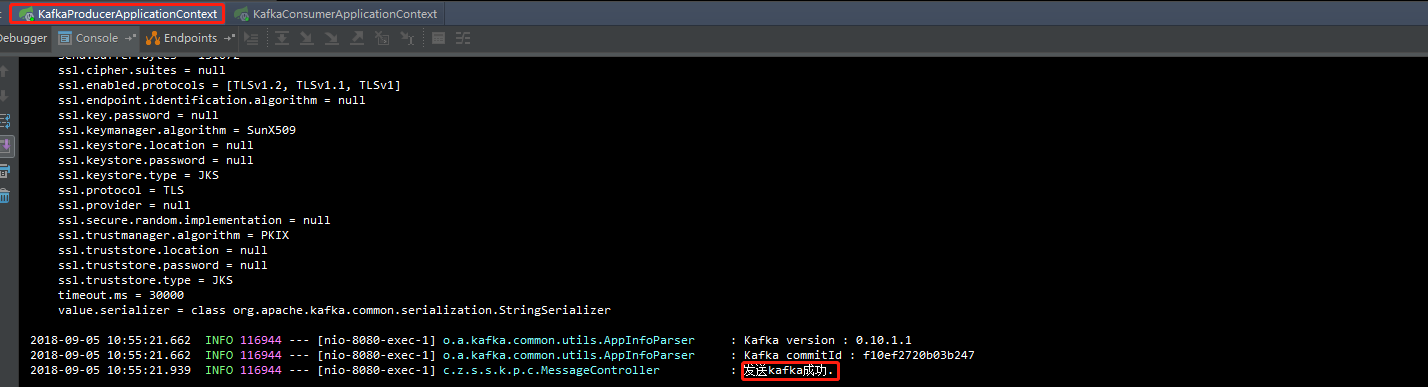 KafkaProducerApplicationContext KafkaConsumerApplicationContext
Debugger Console Endpoints
send.buffer.bytes = 131072
ssl.cipher.suites = null
ssl.enabled.protocols = [TLSv1.2, TLSv1.1, TLSv1]
ssl.endpoint.identification.algorithm = null
ssl.key.password = null
ssl.keymanager.algorithm = SunX509
ssl.keystore.location = null
ssl.keystore.password = null
ssl.keystore.type = JKS
ssl.protocol = TLS
ssl.provider = null
ssl.secure.random.implementation = null
ssl.trustmanager.algorithm = PKIX
ssl.truststore.location = null
ssl.truststore.password = null
ssl.truststore.type = JKS
timeout.ms = 30000
value.serializer = class org.apache.kafka.common.serialization.StringSerializer
2018-09-05 10:55:21.662 INFO 116944 --- [nio-8080-exec-1] o.a.kafka.common.utils.AppInfoParser : Kafka version : 0.10.1.1
2018-09-05 10:55:21.662 INFO 116944 --- [nio-8080-exec-1] o.a.kafka.common.utils.AppInfoParser : Kafka commitId : f10ef2720b03b247
2018-09-05 10:55:21.939 INFO 116944 --- [nio-8080-exec-1] c.z.s.s.k.p.c.MessageController : 发送kafka成功.